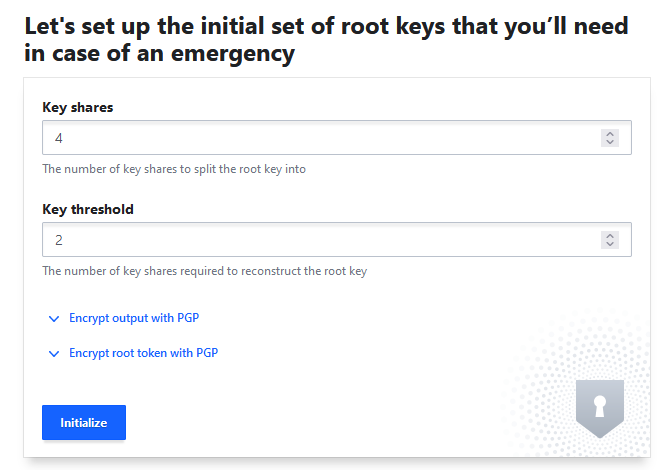 Let's set up the initial set of root keys that you’ll need
in case of an emergency
Key shares
4
The number of key shares to split the root key into
Key threshold
2
The number of key shares required to reconstruct the root key
Encrypt output with PGP
Encrypt root token with PGP
Initialize